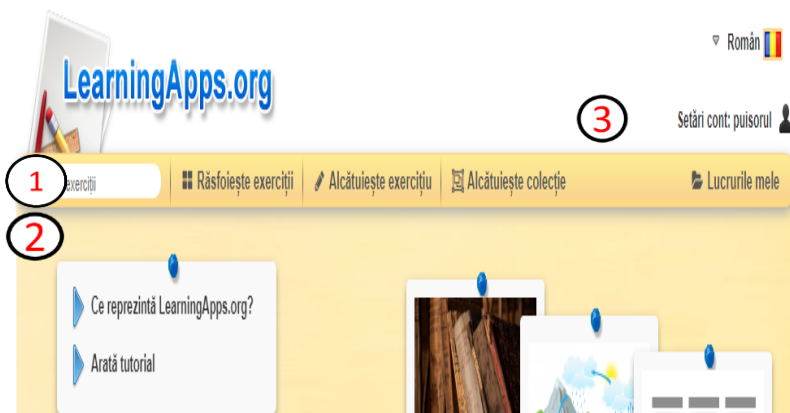 Român
LearningApps.org
3
Setări cont: puisorul
1
exerciții
Răsfoiește exerciții
Alcătuiește exercițiu
Alcătuiește colecție
Lucrurile mele
2
Ce reprezintă LearningApps.org?
Arată tutorial